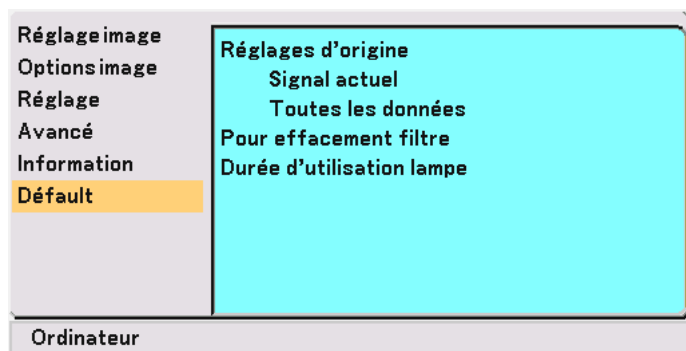 Réglage image
Options image
Réglage
Avancé
Information
Défault
Réglages d'origine
Signal actuel
Toutes les données
Pour effacement filtre
Durée d'utilisation lampe
Ordinateur